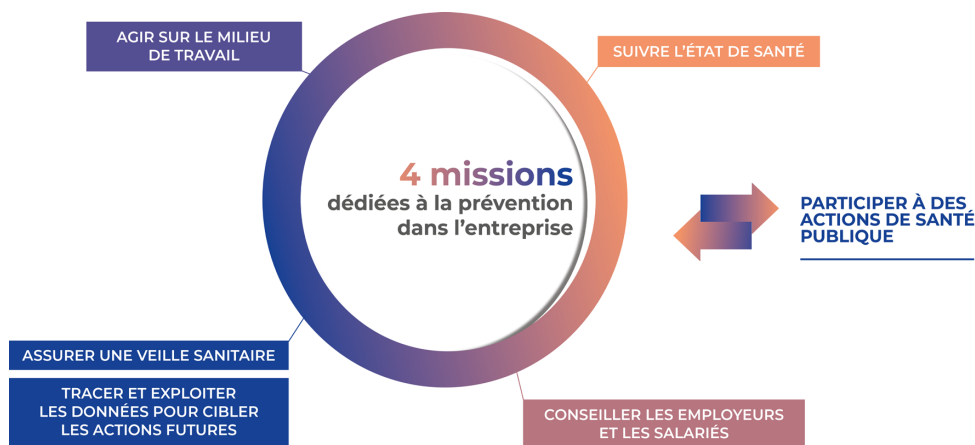 AGIR SUR LE MILIEU
DE TRAVAIL
SUIVRE L'ÉTAT DE SANTÉ
4 missions
dédiées à la prévention
dans l'entreprise
PARTICIPER À DES
ACTIONS DE SANTÉ
PUBLIQUE
ASSURER UNE VEILLE SANITAIRE
TRACER ET EXPLOITER
LES DONNÉES POUR CIBLER
LES ACTIONS FUTURES
CONSEILLER LES EMPLOYEURS
ET LES SALARIÉS